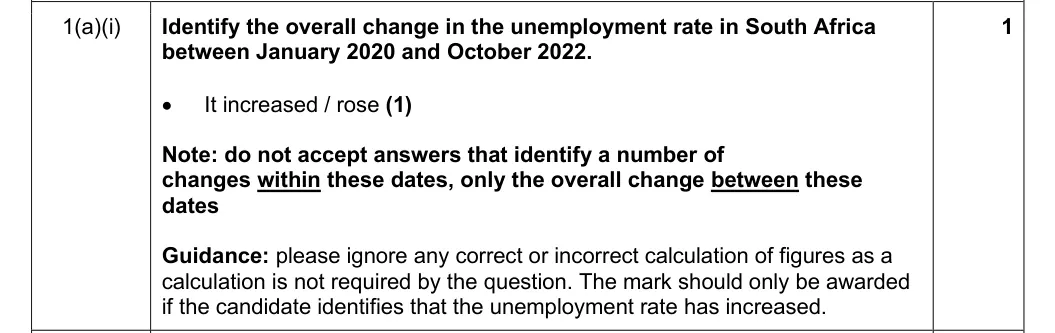 1(a)(i)
Identify the overall change in the unemployment rate in South Africa
between January 2020 and October 2022.
1
• It increased / rose (1)
Note: do not accept answers that identify a number of
changes within these dates, only the overall change between these
dates
Guidance: please ignore any correct or incorrect calculation of figures as a
calculation is not required by the question. The mark should only be awarded
if the candidate identifies that the unemployment rate has increased.